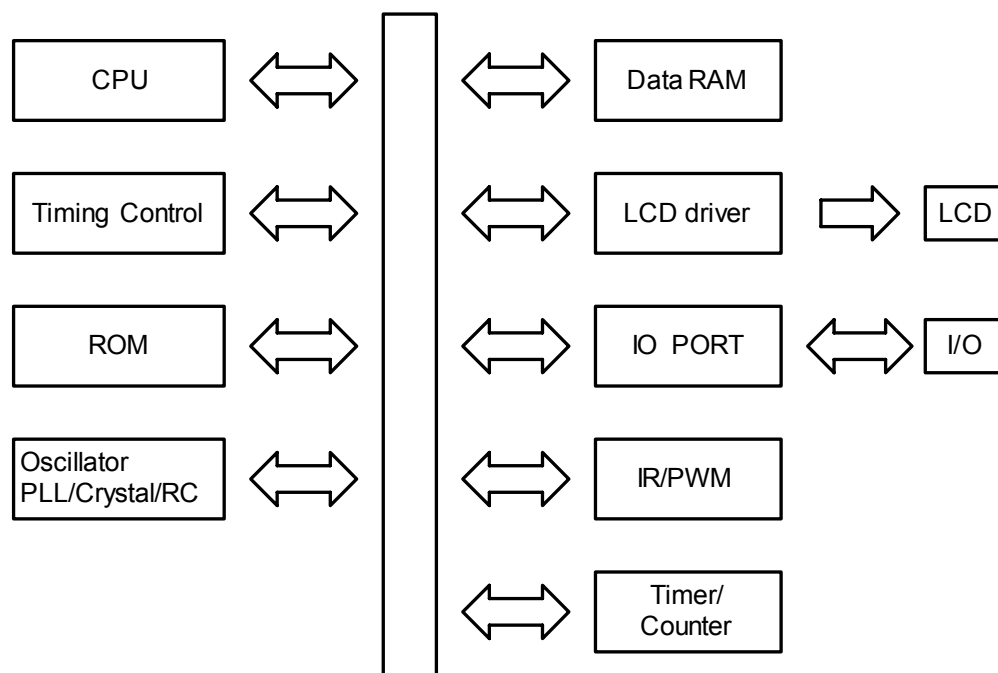 CPU
Data RAM
Timing Control
LCD driver
LCD
ROM
IO PORT
I/O
Oscillator
PLL/Crystal/RC
IR/PWM
Timer/
Counter